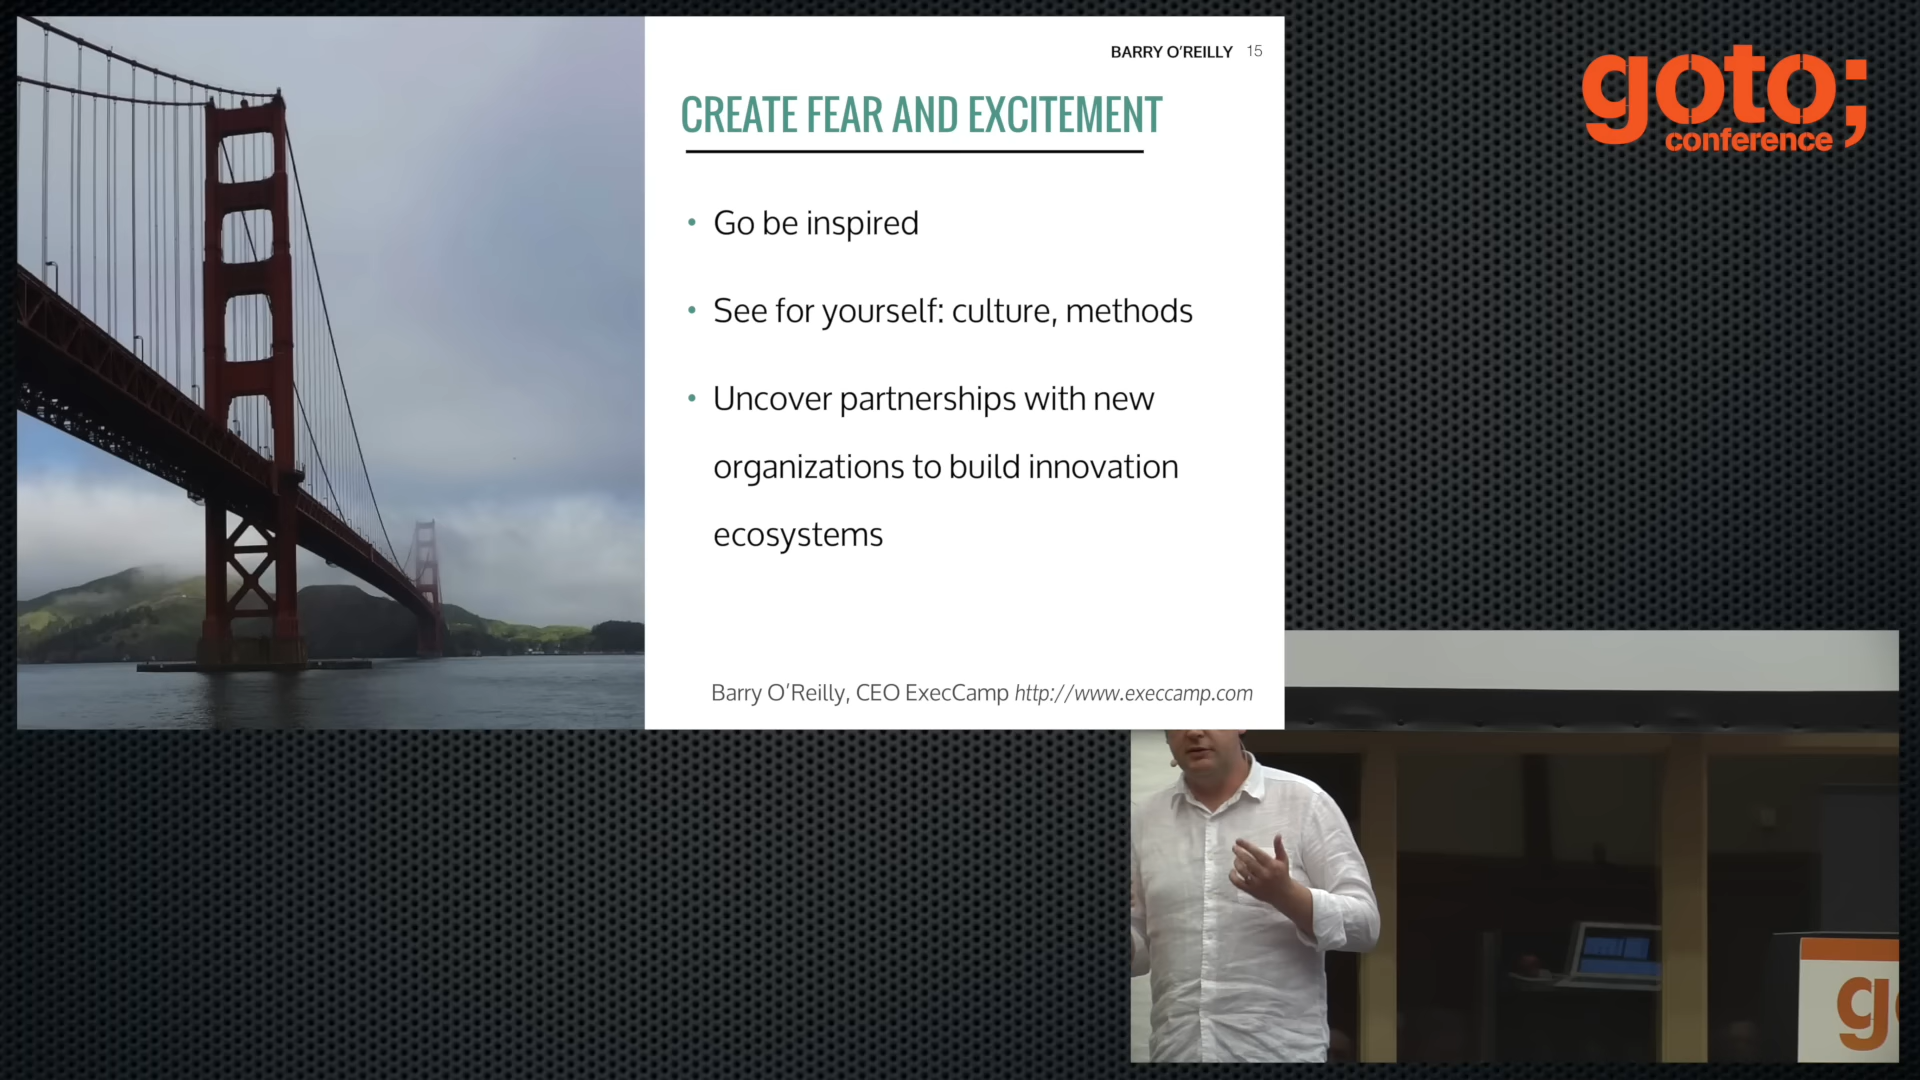 BARRY O'REILLY 15
CREATE FEAR AND EXCITEMENT
• Go be inspired
• See for yourself: culture, methods
• Uncover partnerships with new
organizations to build innovation
ecosystems
Barry O'Reilly, CEO ExecCamp http://www.execcamp.com
goto;
conference
g